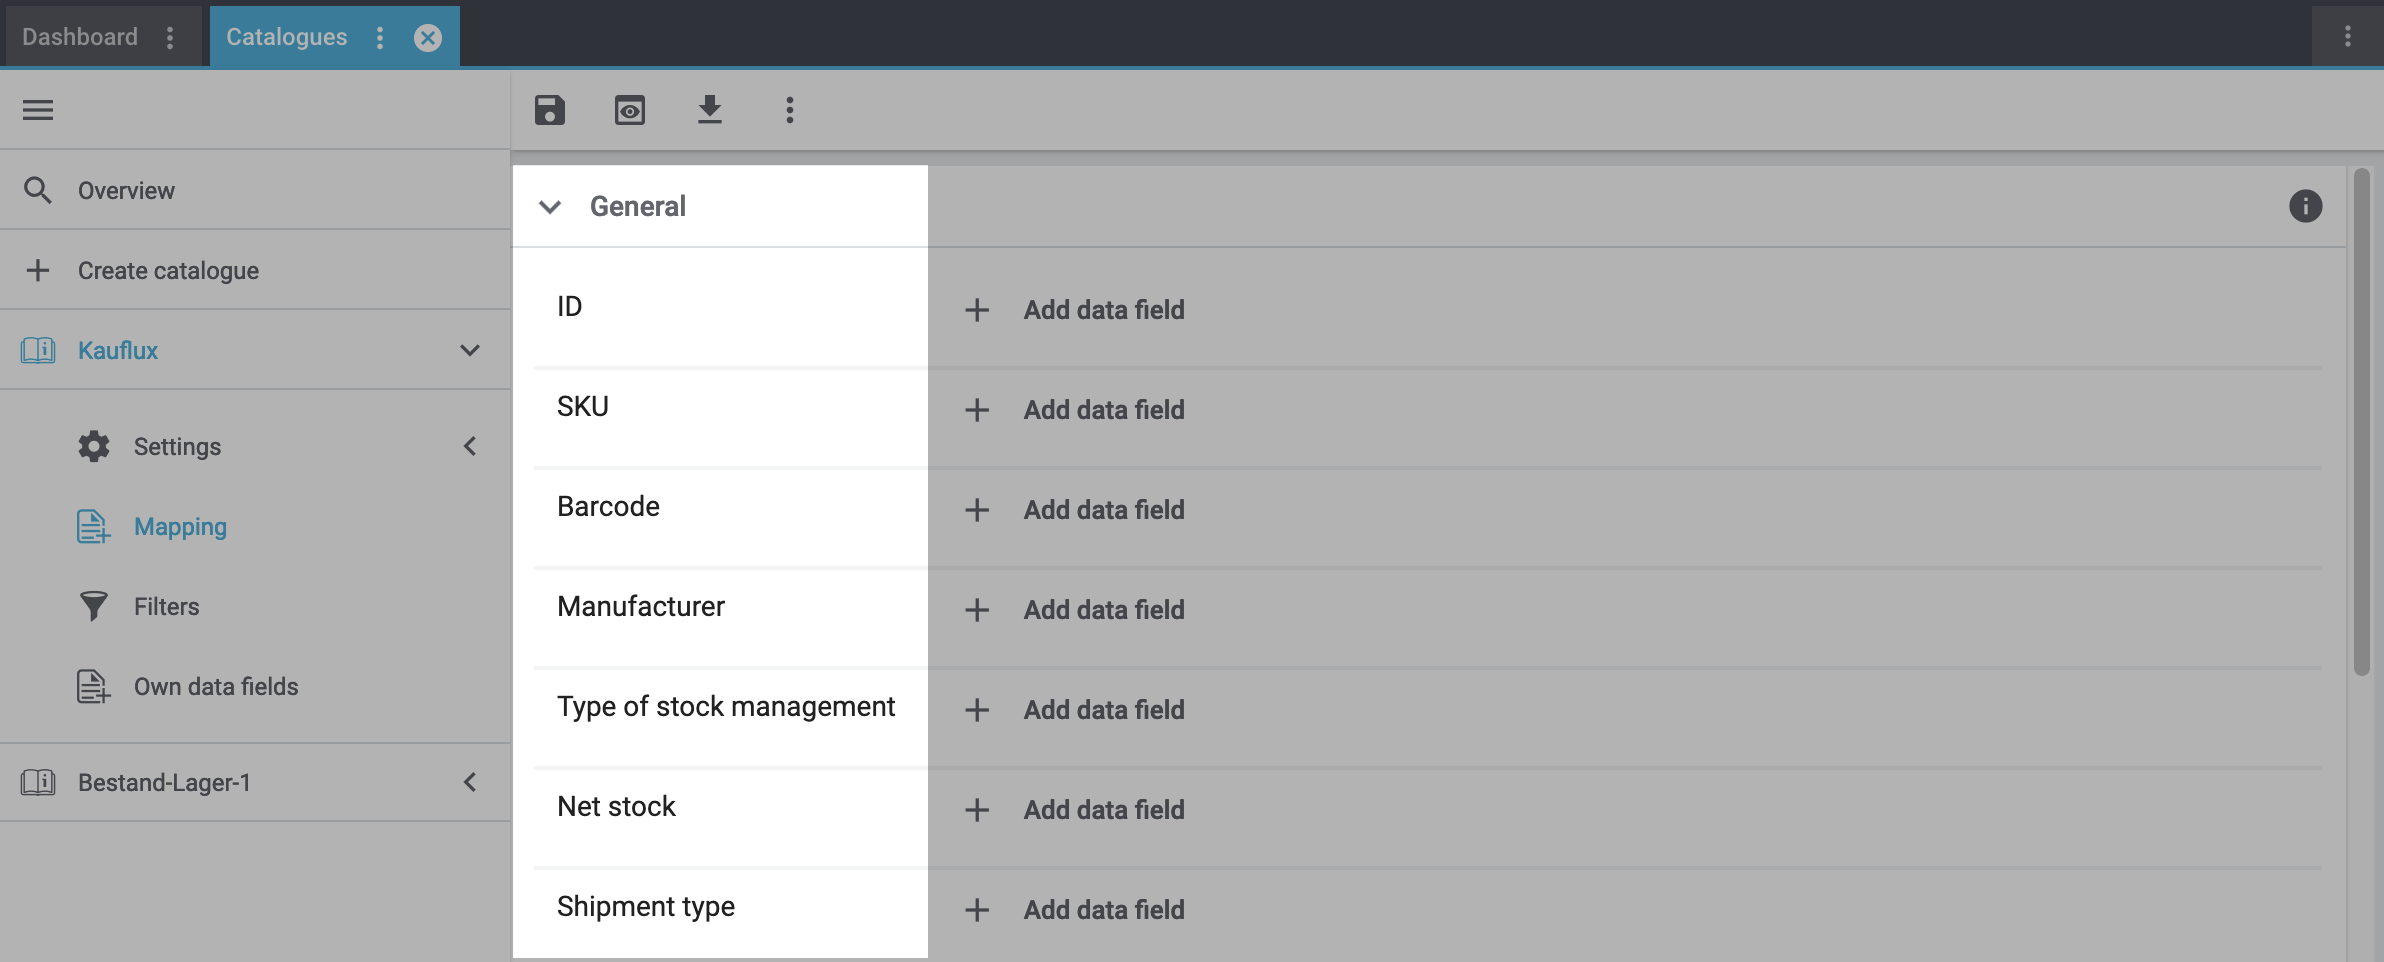 Dashboard
Catalogues
Overview
Create catalogue
Kauflux
Settings
Mapping
Filters
Own data fields
Bestand-Lager-1
General
ID
Add data field
SKU
Add data field
Barcode
Add data field
Manufacturer
Add data field
Type of stock management
Add data field
Net stock
Add data field
Shipment type
Add data field